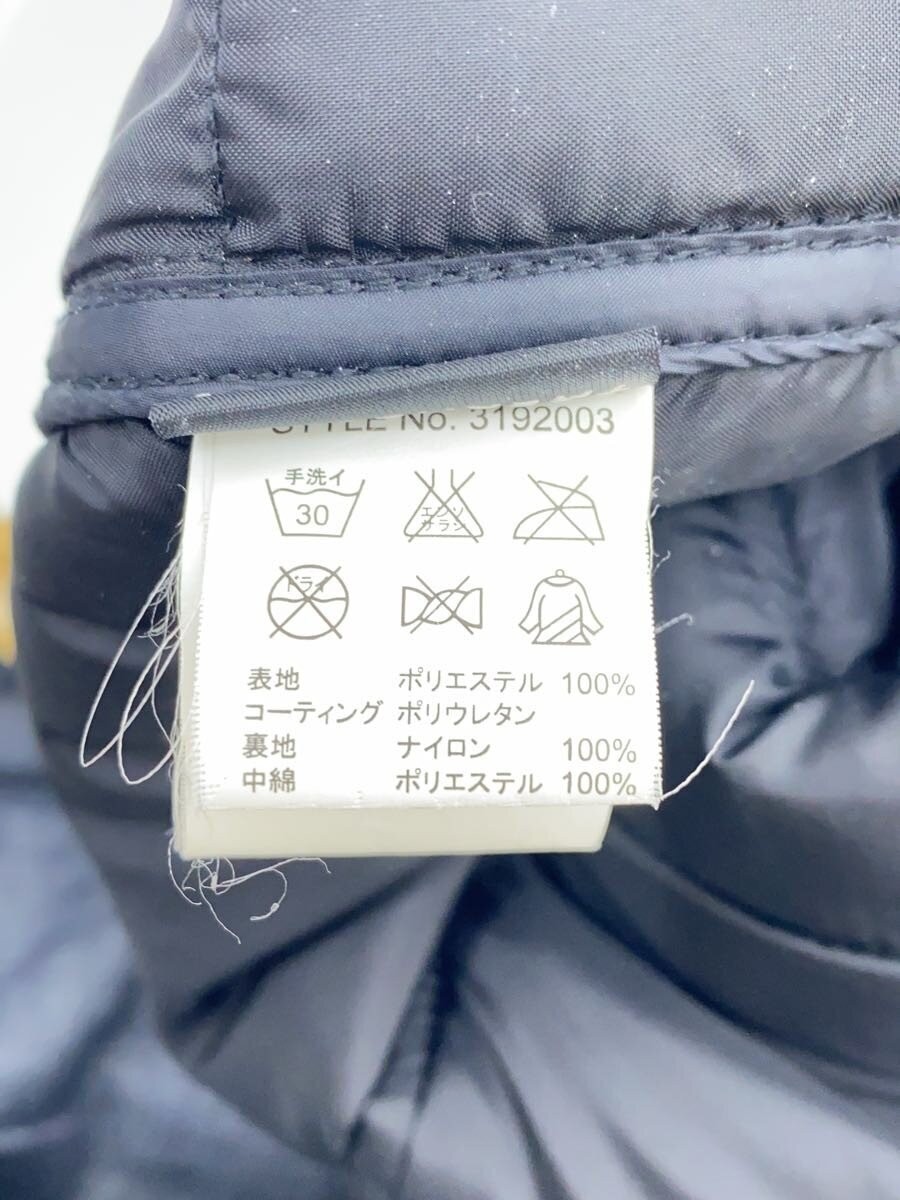 STYLE No. 3192003
手洗イ
30
エンソ
サラシ
ドライ
表地 ポリエステル 100%
コーティング ポリウレタン
裏地 ナイロン 100%
中綿 ポリエステル 100%